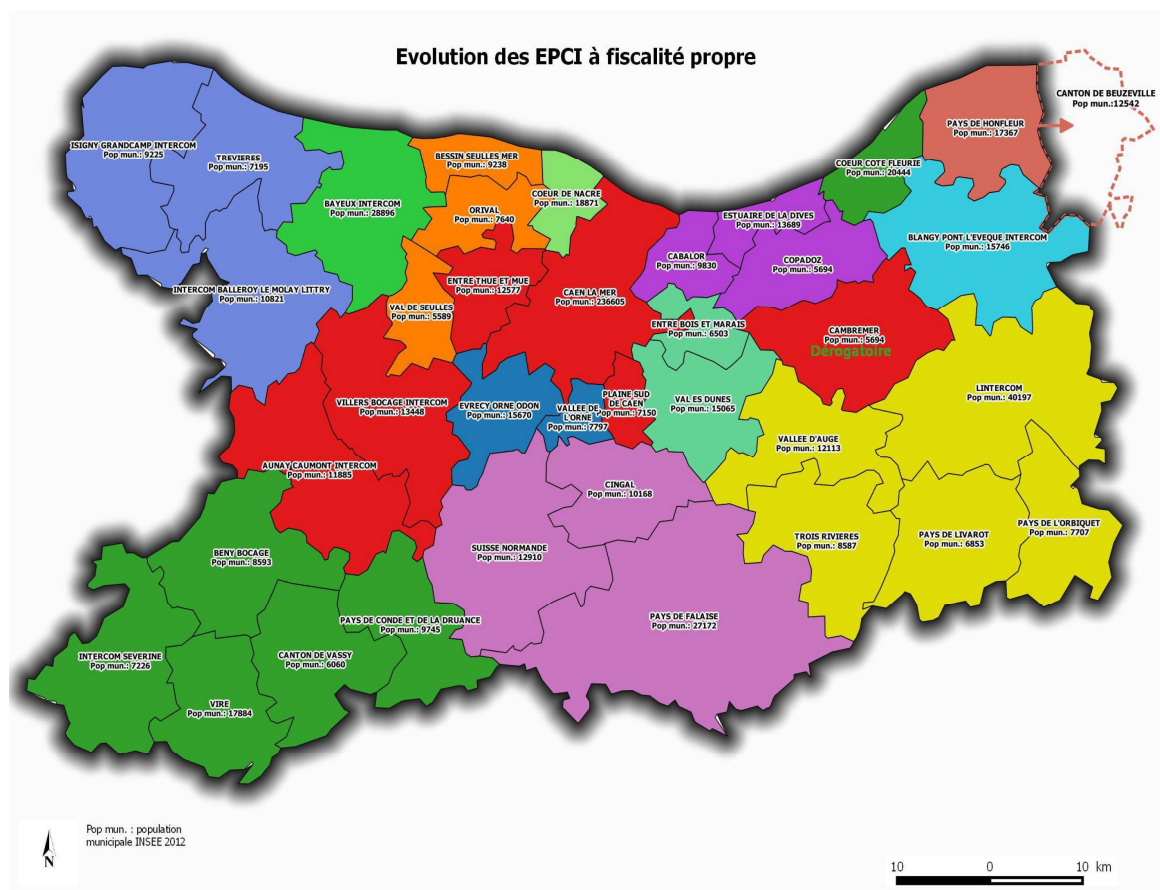 Evolution des EPCI à fiscalité propre
CANTON DE BEUZEVILLE
Pop mun.:12542
PAYS DE HONFLEUR
Pop mun.: 17367
ISIGNY GRANDCAMP INTERCOM
Pop mun.: 9225
TREVIERES
Pop mun.: 7195
BESSIN SEULLES MER
Pop mun.: 9238
COEUR COTE FLEURIE
Pop mun.: 20444
COEUR DE NACRE
Pop mun.: 18871
BAYEUX INTERCOM
Pop mun.: 28896
ORIVAL
Pop mun.: 7640
ESTUAIRE DE LA DIVES
Pop mun.: 13689
BLANGY PONT L'EVEQUE INTERCOM
Pop mun.: 15746
CABALOR
Pop mun.: 9830
COPADOZ
Pop mun.: 5694
INTERCOM BALLEROY LE MOLAY LITTRY
Pop mun.: 10821
ENTRE THUE ET MUE
Pop mun.: 12577
CAEN LA MER
Pop mun.: 236605
VAL DE SEULLES
Pop mun.: 5589
ENTRE BOIS ET MARAIS
Pop mun.: 6503
CAMBREMER
Pop mun.: 5694
Dérogatoire
LINTERCOM
Pop mun.: 40197
VILLERS BOCAGE INTERCOM
Pop mun.: 13448
EVRECY ORNE ODON
Pop mun.: 15670
VALLEE DE
L'ORNE
Pop mun.: 7797
PLAINE SUD
DE CAEN
Pop mun.: 7150
VAL ES DUNES
Pop mun.: 15065
VALLEE D'AUGE
Pop mun.: 12113
AUNAY CAUMONT INTERCOM
Pop mun.: 11885
CINGAL
Pop mun.: 10168
PAYS DE L'ORBIQUET
Pop mun.: 7707
TROIS RIVIERES
Pop mun.: 8587
PAYS DE LIVAROT
Pop mun.: 6853
BENY BOCAGE
Pop mun.: 8593
SUISSE NORMANDE
Pop mun.: 12910
PAYS DE CONDE ET DE LA DRUANCE
Pop mun.: 9745
PAYS DE FALAISE
Pop mun.: 27172
INTERCOM SEVERINE
Pop mun.: 7226
CANTON DE VASSY
Pop mun.: 6060
VIRE
Pop mun.: 17884
Pop mun. : population
municipale INSEE 2012
N
10 0 10 km